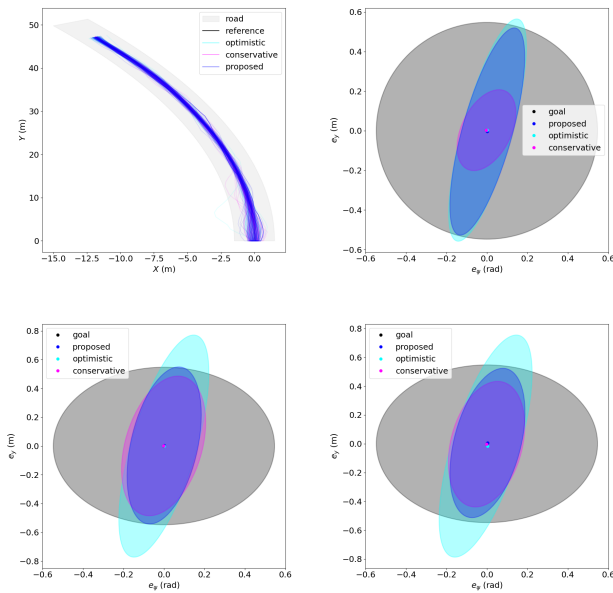 50
40
30
20
10
0
Y (m)
−15.0 −12.5 −10.0 −7.5 −5.0 −2.5 0.0
X (m)
road
reference
optimistic
conservative
proposed
0.6
0.4
0.2
0.0
−0.2
−0.4
−0.6
e_y (m)
−0.6 −0.4 −0.2 0.0 0.2 0.4 0.6
e_ψ (rad)
goal
proposed
optimistic
conservative
0.8
0.6
0.4
0.2
0.0
−0.2
−0.4
−0.6
−0.8
e_y (m)
−0.6 −0.4 −0.2 0.0 0.2 0.4 0.6
e_ψ (rad)
goal
proposed
optimistic
conservative
0.8
0.6
0.4
0.2
0.0
−0.2
−0.4
−0.6
−0.8
e_y (m)
−0.6 −0.4 −0.2 0.0 0.2 0.4 0.6
e_ψ (rad)
goal
proposed
optimistic
conservative